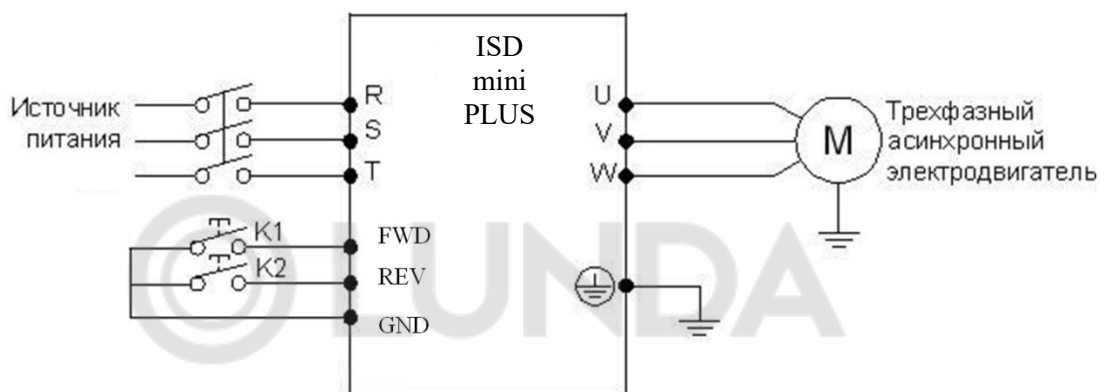 ISD
mini
PLUS
Источник
питания
R
S
T
U
V
W
M
Трехфазный
асинхронный
электродвигатель
K1
K2
FWD
REV
GND
© LUNDA